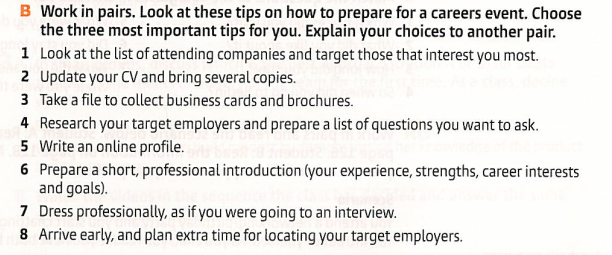 B Work in pairs. Look at these tips on how to prepare for a careers event. Choose
the three most important tips for you. Explain your choices to another pair.
1 Look at the list of attending companies and target those that interest you most.
2 Update your CV and bring several copies.
3 Take a file to collect business cards and brochures.
4 Research your target employers and prepare a list of questions you want to ask.
5 Write an online profile.
6 Prepare a short, professional introduction (your experience, strengths, career interests
and goals).
7 Dress professionally, as if you were going to an interview.
8 Arrive early, and plan extra time for locating your target employers.